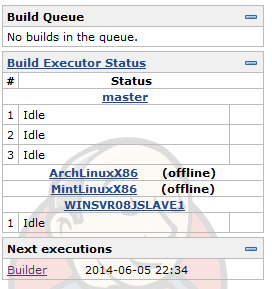 Build Queue
No builds in the queue.
Build Executor Status
# Status
master
1 Idle
2 Idle
3 Idle
ArchLinuxX86 (offline)
MintLinuxX86 (offline)
WINSVR08JSLAVE1
1 Idle
Next executions
Builder 2014-06-05 22:34